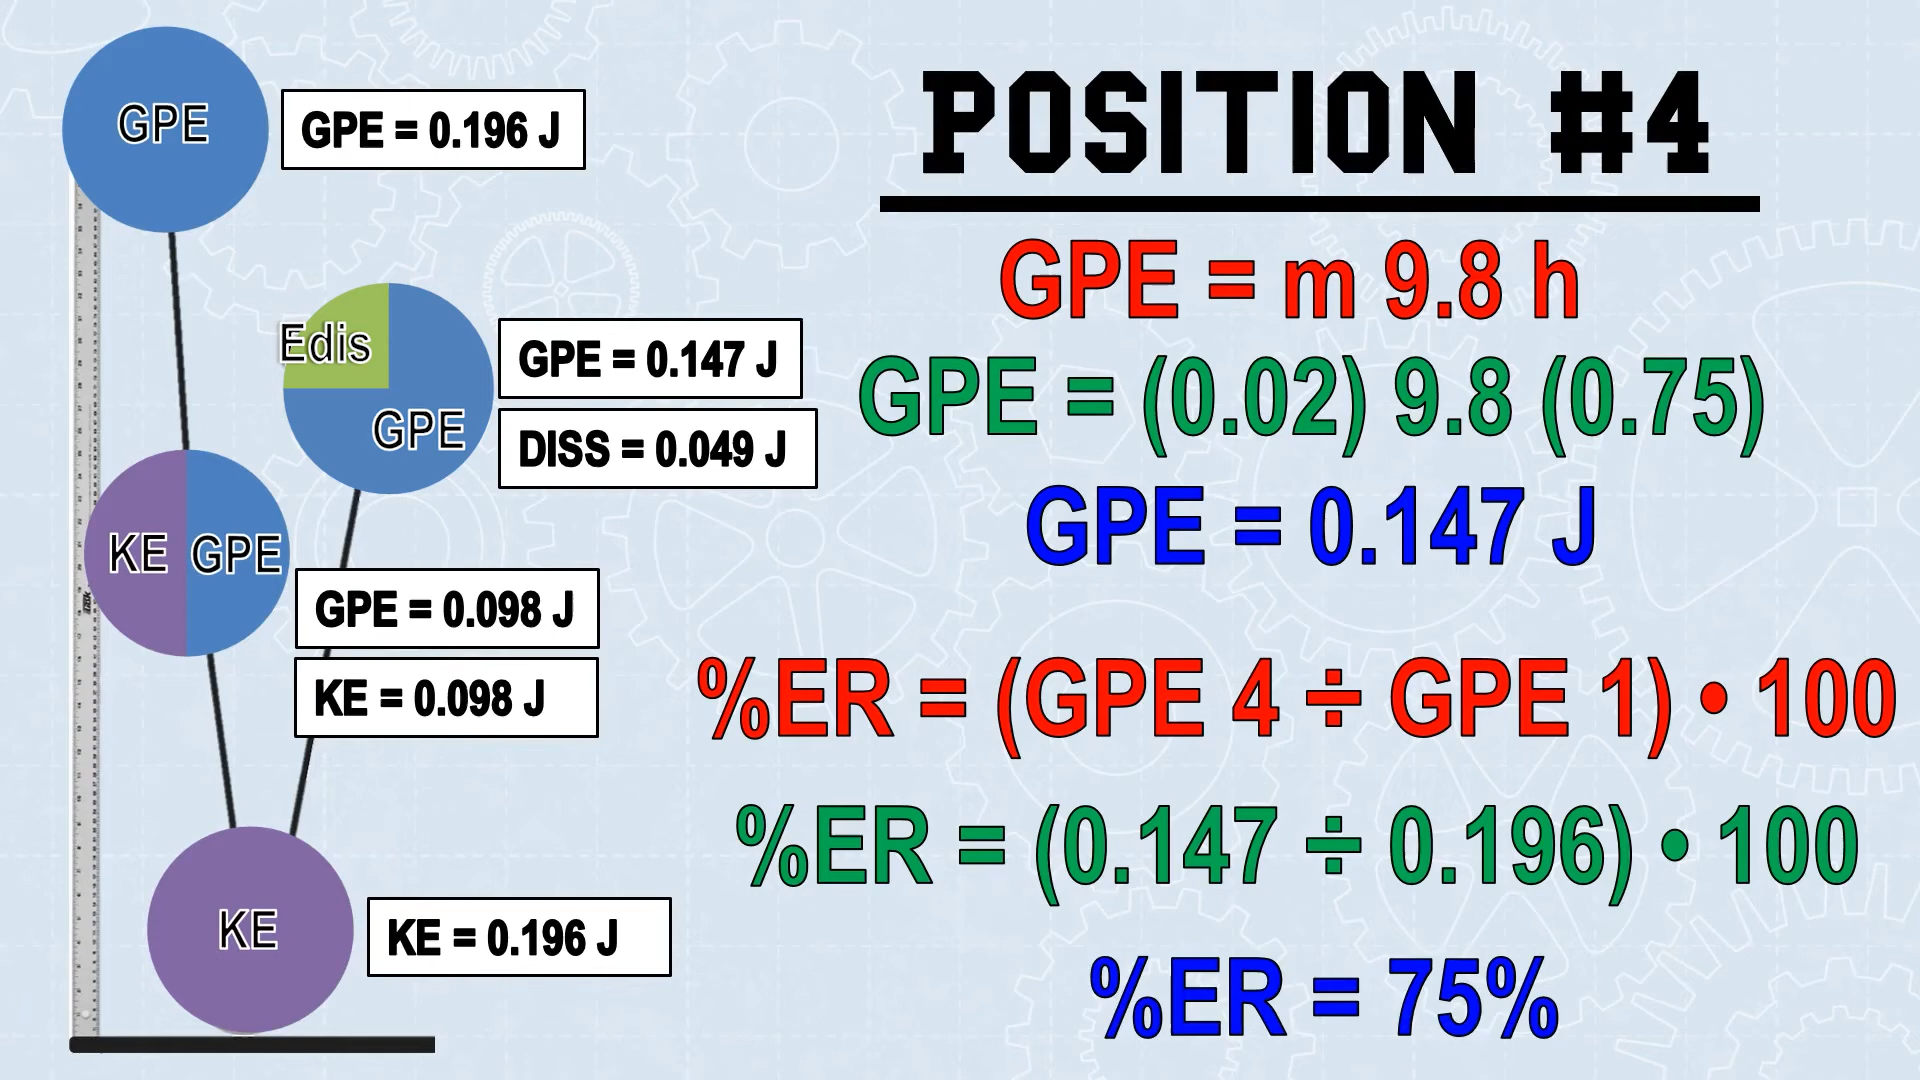 GPE
GPE = 0.196 J
Edis
GPE
GPE = 0.147 J
DISS = 0.049 J
KE
GPE
GPE = 0.098 J
KE = 0.098 J
KE
KE = 0.196 J
POSITION #4
GPE = m 9.8 h
GPE = (0.02) 9.8 (0.75)
GPE = 0.147 J
%ER = (GPE 4 ÷ GPE 1) • 100
%ER = (0.147 ÷ 0.196) • 100
%ER = 75%